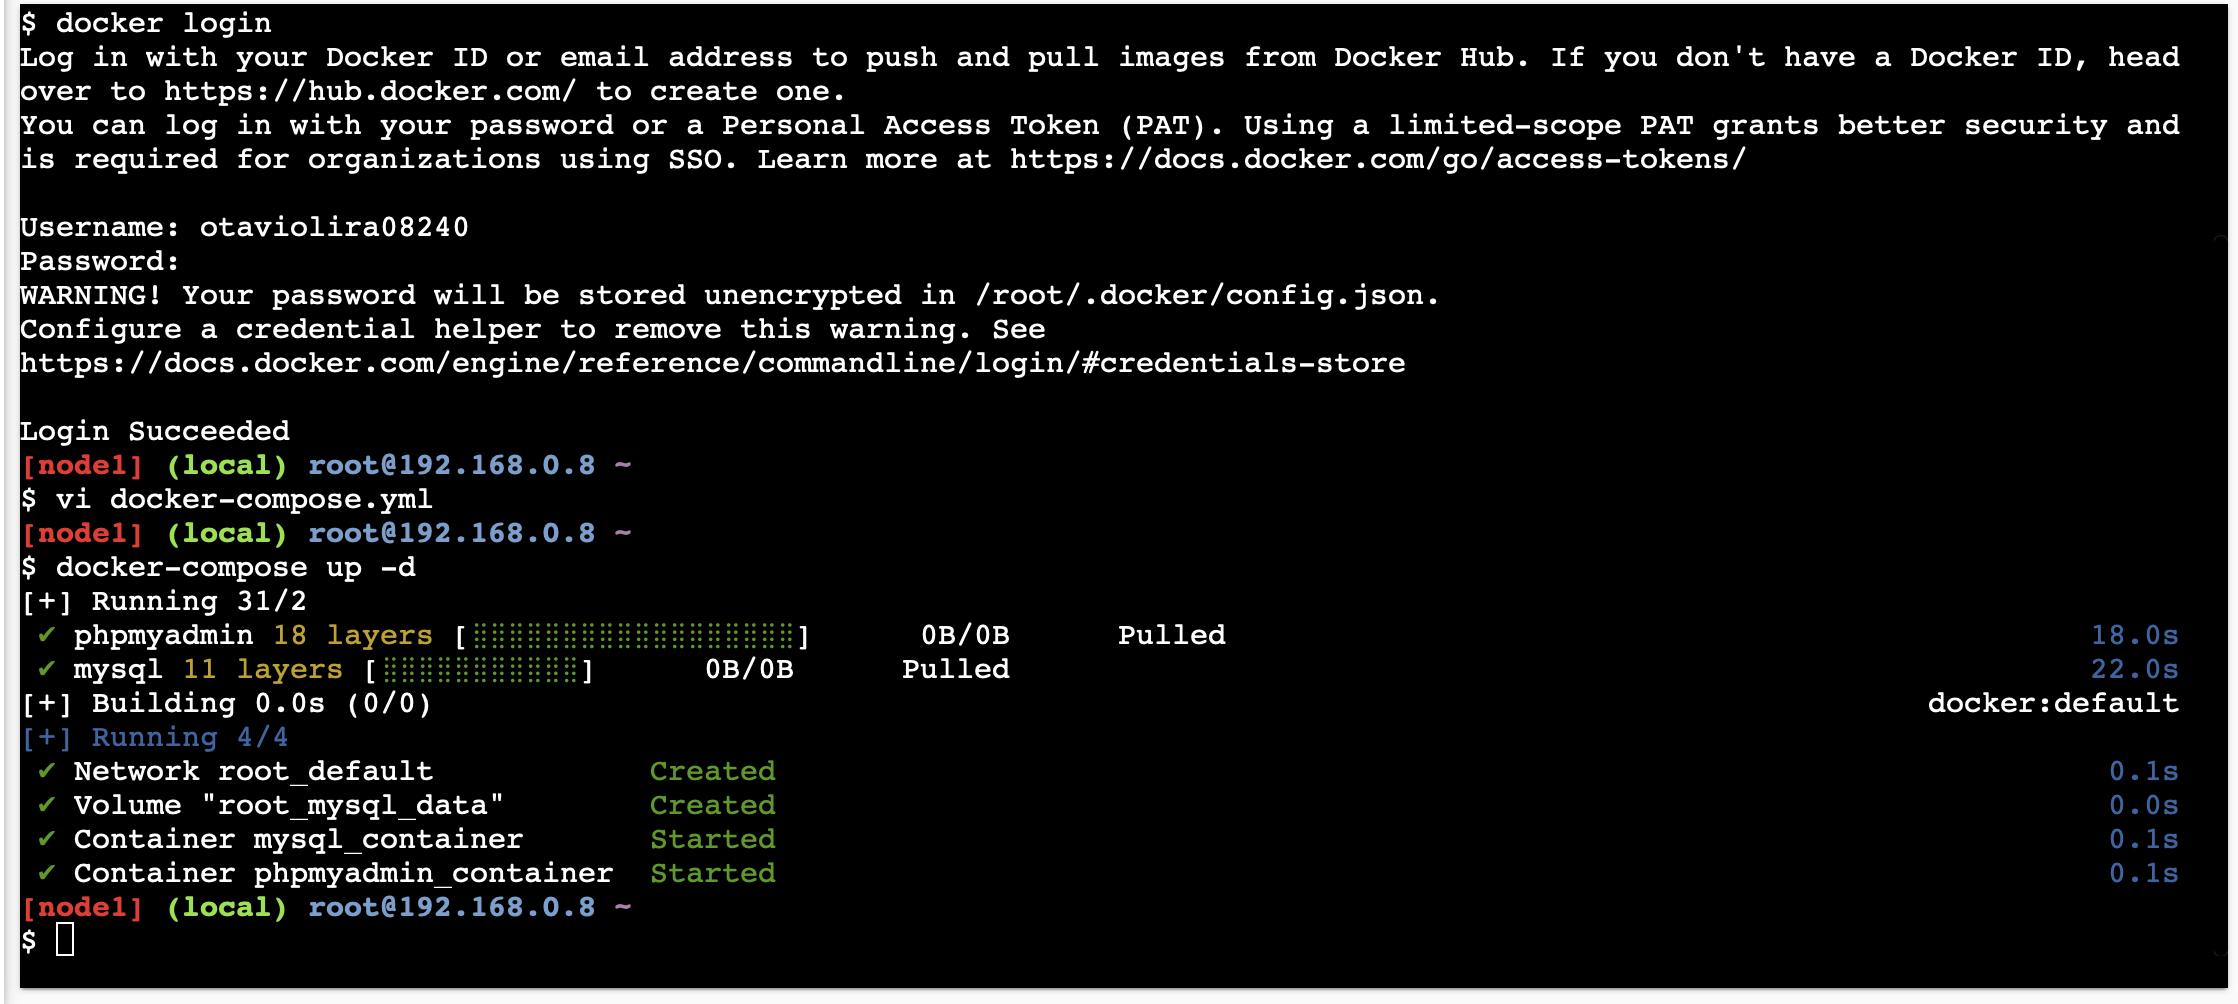 $ docker login
Log in with your Docker ID or email address to push and pull images from Docker Hub. If you don't have a Docker ID, head
over to https://hub.docker.com/ to create one.
You can log in with your password or a Personal Access Token (PAT). Using a limited-scope PAT grants better security and
is required for organizations using SSO. Learn more at https://docs.docker.com/go/access-tokens/

Username: otaviolira08240
Password:
WARNING! Your password will be stored unencrypted in /root/.docker/config.json.
Configure a credential helper to remove this warning. See
https://docs.docker.com/engine/reference/commandline/login/#credentials-store

Login Succeeded
[node1] (local) root@192.168.0.8 ~
$ vi docker-compose.yml
[node1] (local) root@192.168.0.8 ~
$ docker-compose up -d
[+] Running 31/2
✔ phpmyadmin 18 layers [⣿⣿⣿⣿⣿⣿⣿⣿⣿⣿⣿⣿⣿⣿⣿⣿⣿⣿] 0B/0B Pulled 18.0s
✔ mysql 11 layers [⣿⣿⣿⣿⣿⣿⣿⣿⣿⣿⣿] 0B/0B Pulled 22.0s
[+] Building 0.0s (0/0) docker:default
[+] Running 4/4
✔ Network root_default Created 0.1s
✔ Volume "root_mysql_data" Created 0.0s
✔ Container mysql_container Started 0.1s
✔ Container phpmyadmin_container Started 0.1s
[node1] (local) root@192.168.0.8 ~
$